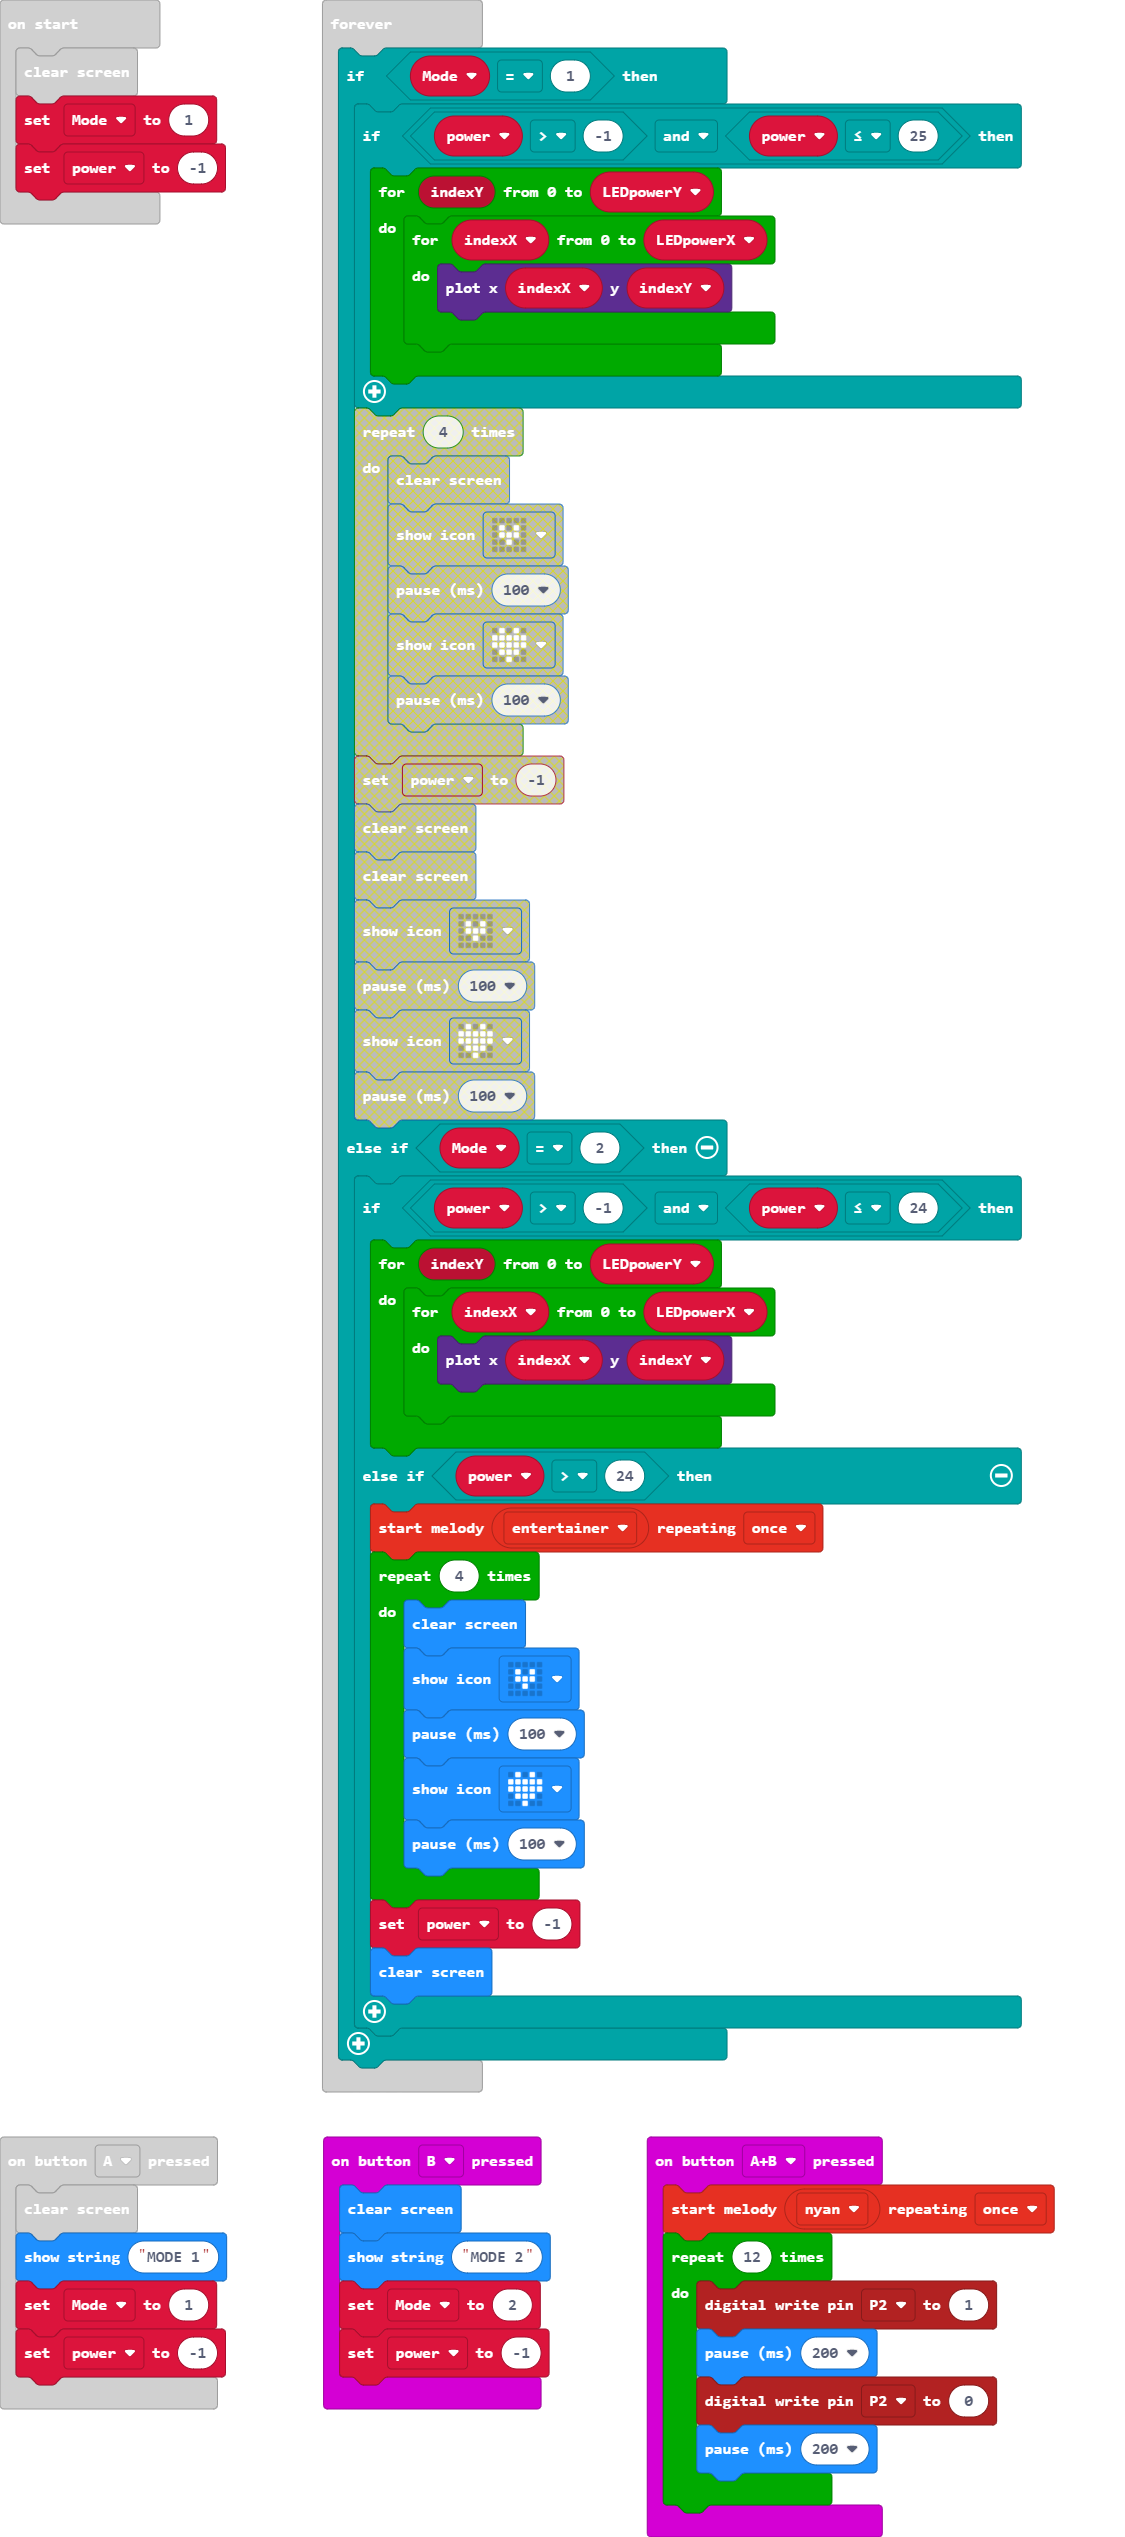 on start
clear screen
set Mode to 1
set power to -1
forever
if Mode = 1 then
if power > -1 and power ≤ 25 then
for indexY from 0 to LEDpowerY
do
for indexX from 0 to LEDpowerX
do
plot x indexX y indexY
repeat 4 times
do
clear screen
show icon
pause (ms) 100
show icon
pause (ms) 100
set power to -1
clear screen
clear screen
show icon
pause (ms) 100
show icon
pause (ms) 100
else if Mode = 2 then
if power > -1 and power ≤ 24 then
for indexY from 0 to LEDpowerY
do
for indexX from 0 to LEDpowerX
do
plot x indexX y indexY
else if power > 24 then
start melody entertainer repeating once
repeat 4 times
do
clear screen
show icon
pause (ms) 100
show icon
pause (ms) 100
set power to -1
clear screen
on button A pressed
clear screen
show string "MODE 1"
set Mode to 1
set power to -1
on button B pressed
clear screen
show string "MODE 2"
set Mode to 2
set power to -1
on button A+B pressed
start melody nyan repeating once
repeat 12 times
do
digital write pin P2 to 1
pause (ms) 200
digital write pin P2 to 0
pause (ms) 200